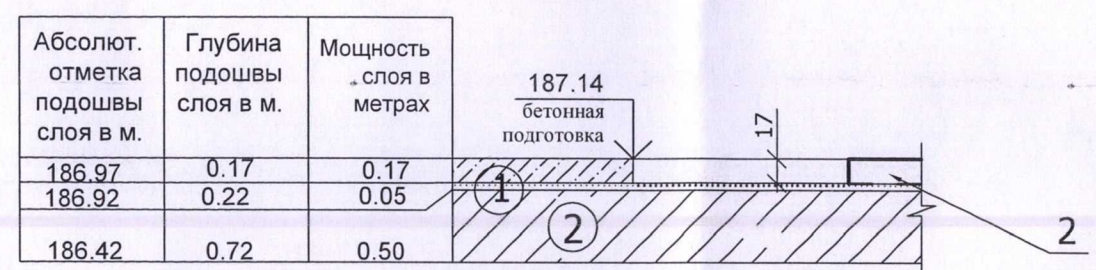 Абсолют.
отметка
подошвы
слоя в м.
Глубина
подошвы
слоя в м.
Мощность
слоя в
метрах
187.14
бетонная
подготовка
17
186.97 0.17 0.17
186.92 0.22 0.05
1
2
2
186.42 0.72 0.50